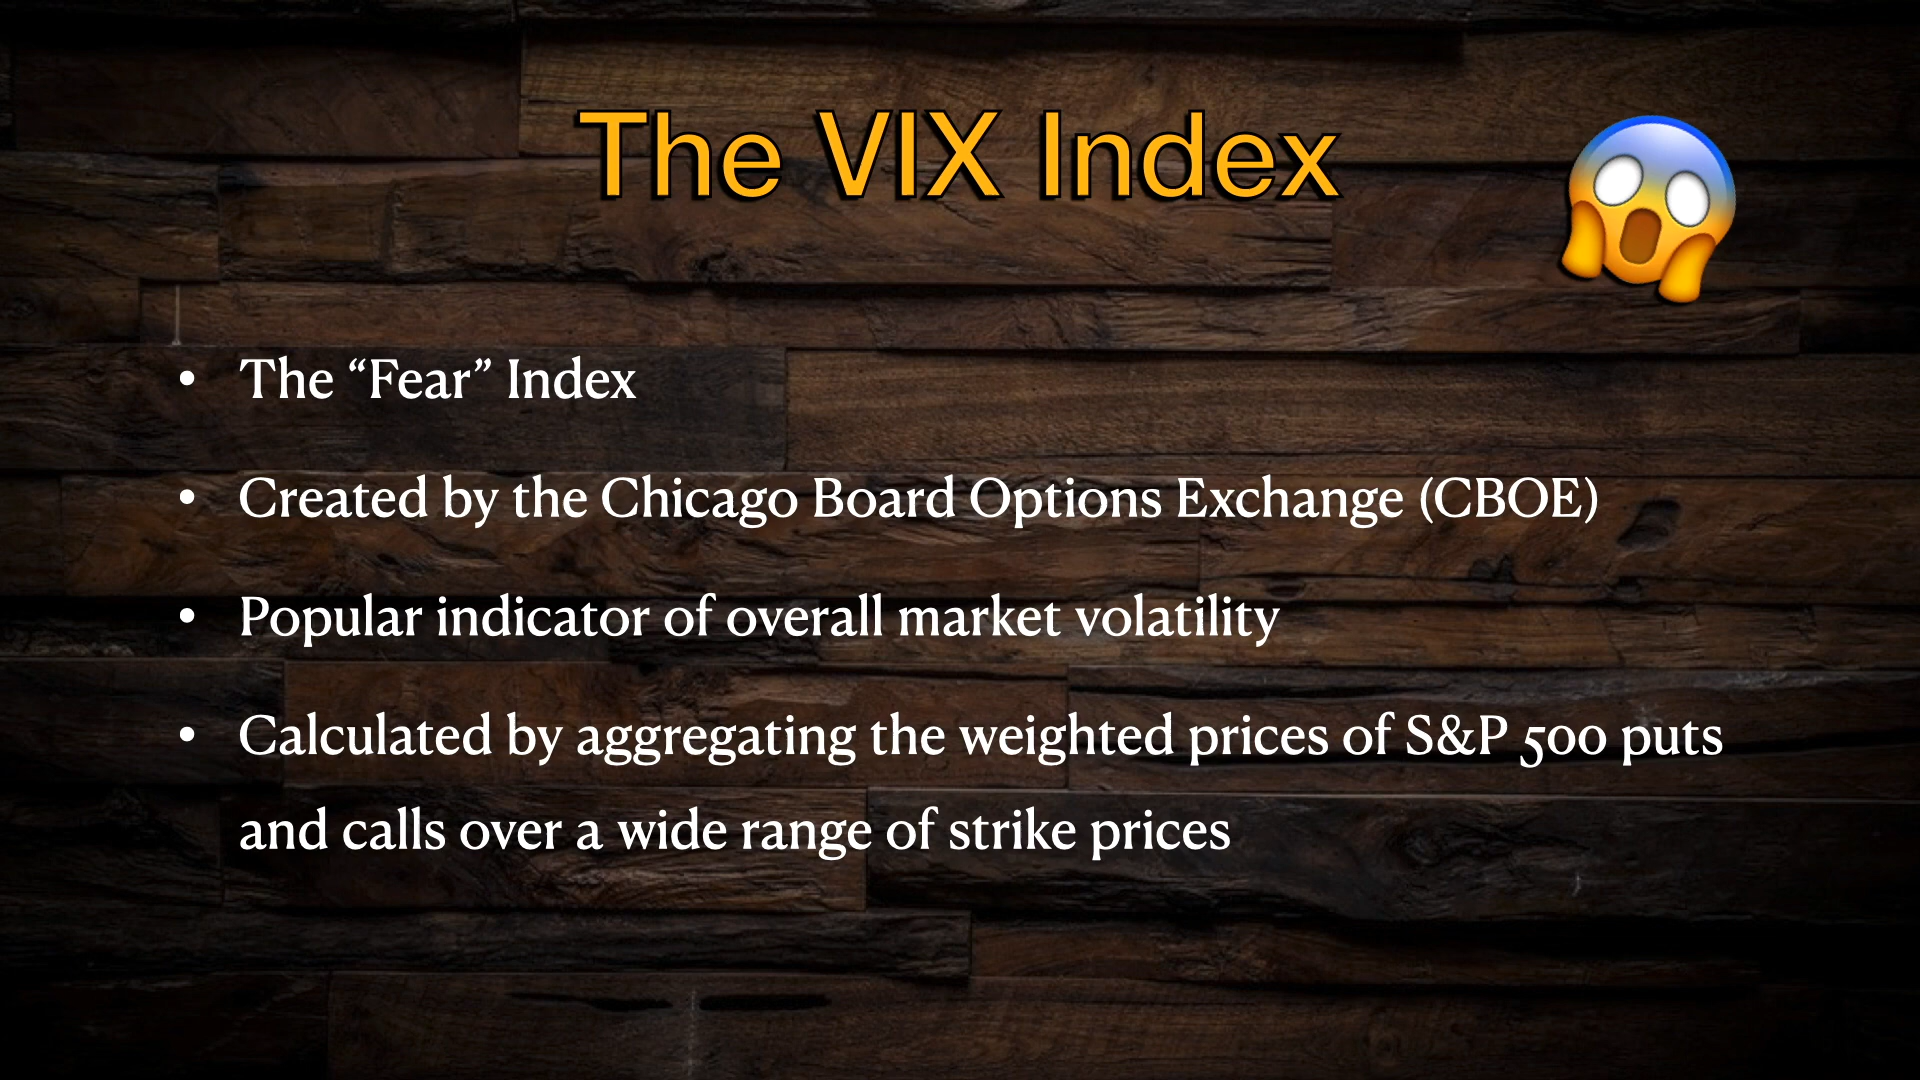 The VIX Index
• The “Fear” Index
• Created by the Chicago Board Options Exchange (CBOE)
• Popular indicator of overall market volatility
• Calculated by aggregating the weighted prices of S&P 500 puts
and calls over a wide range of strike prices